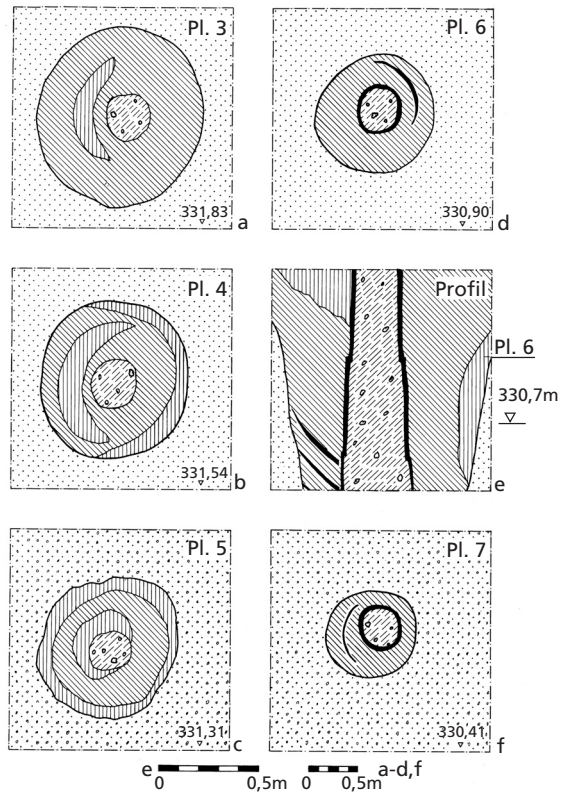 Pl. 3
331,83
a
Pl. 6
330,90
d
Pl. 4
331,54
b
Profil
Pl. 6
330,7m
e
Pl. 5
331,31
c
Pl. 7
330,41
f
e 0 0,5m
0 0,5m a-d,f